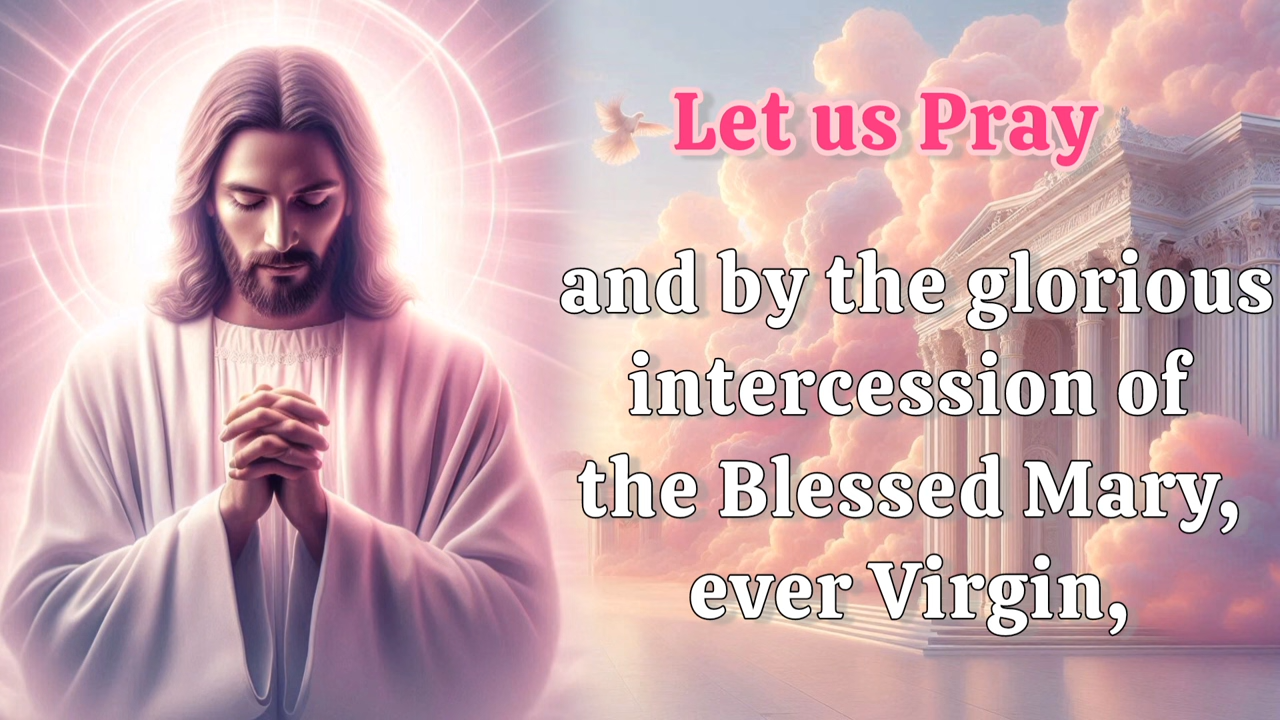 Let us Pray
and by the glorious
intercession of
the Blessed Mary,
ever Virgin,